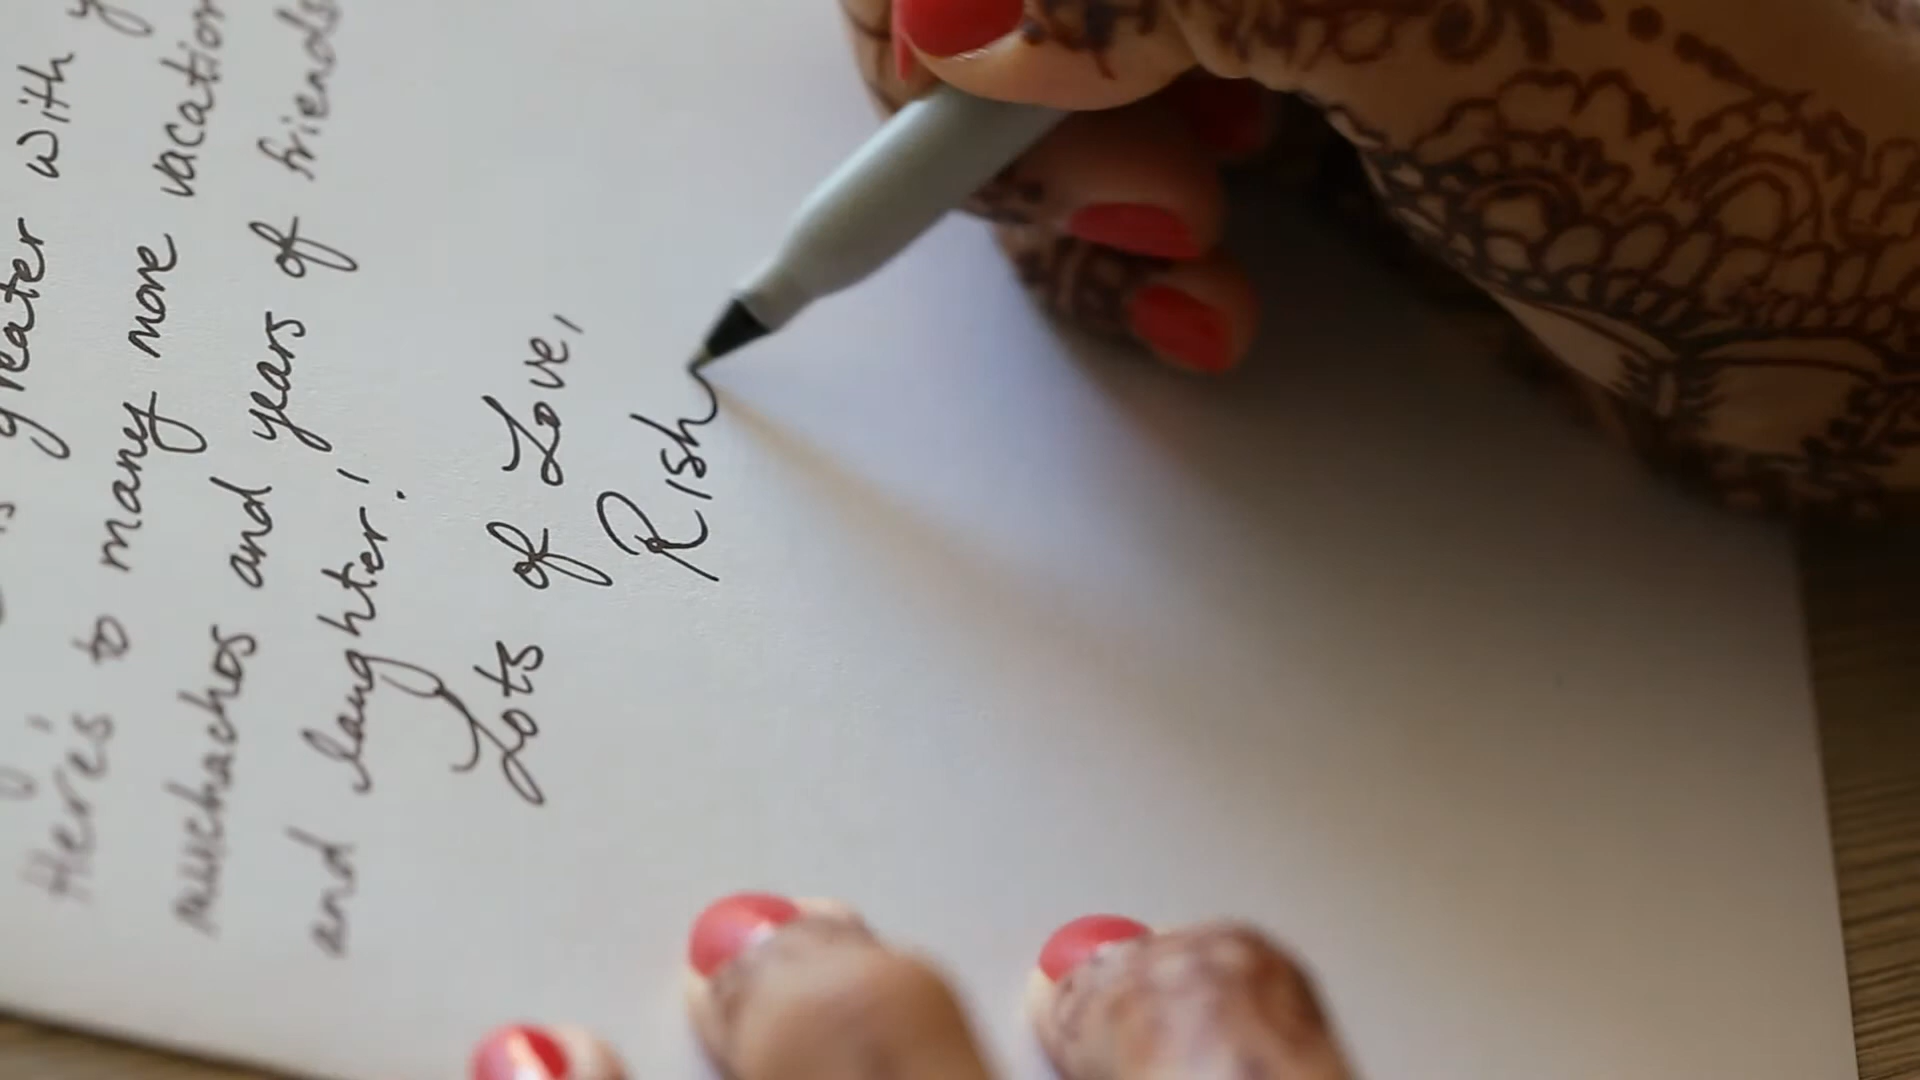 greater with
Here's to many more vacation
muchachos and years of friends
and laughter!
Lots of Love,
Rish